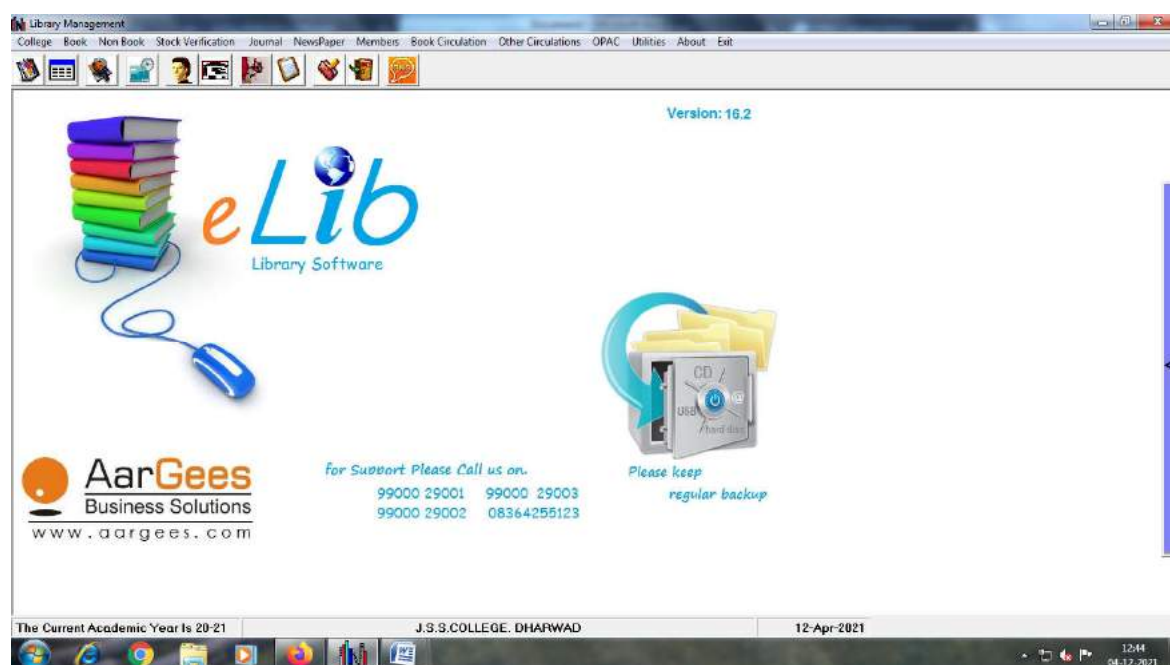 Library Management
College Book Non Book Stock Verification Journal NewsPaper Members Book Circulation Other Circulations OPAC Utilities About Exit
Version: 16.2
eLib
Library Software
CD
USB
@
hard disc
AarGees
Business Solutions
www.aargees.com
for Support Please Call us on.
99000 29001 99000 29003
99000 29002 08364255123
Please keep
regular backup
The Current Academic Year Is 20-21 J.S.S.COLLEGE. DHARWAD 12-Apr-2021
12:44
04-12-2021